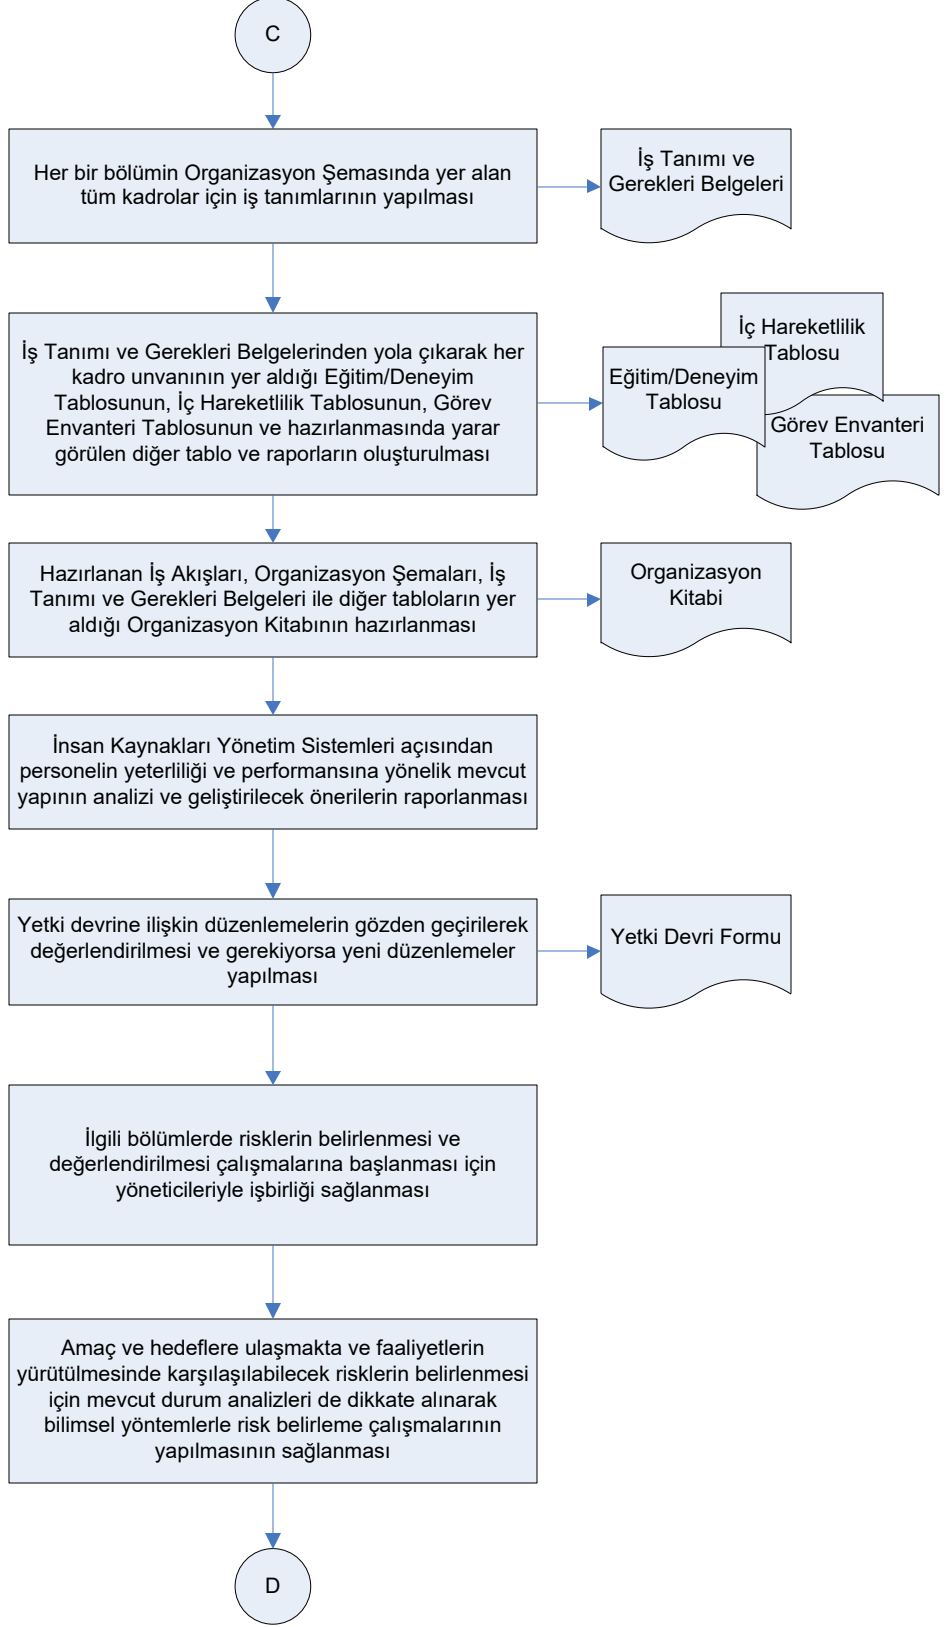 C
Her bir bölümin Organizasyon Şemasında yer alan
tüm kadrolar için iş tanımlarının yapılması
İş Tanımı ve
Gerekleri Belgeleri
İş Tanımı ve Gerekleri Belgelerinden yola çıkarak her
kadro unvanının yer aldığı Eğitim/Deneyim
Tablosunun, İç Hareketlilik Tablosunun, Görev
Envanteri Tablosunun ve hazırlanmasında yarar
görülen diğer tablo ve raporların oluşturulması
İç Hareketlilik
Tablosu
Eğitim/Deneyim
Tablosu
Görev Envanteri
Tablosu
Hazırlanan İş Akışları, Organizasyon Şemaları, İş
Tanımı ve Gerekleri Belgeleri ile diğer tabloların yer
aldığı Organizasyon Kitabının hazırlanması
Organizasyon
Kitabi
İnsan Kaynakları Yönetim Sistemleri açısından
personelin yeterliliği ve performansına yönelik mevcut
yapının analizi ve geliştirilecek önerilerin raporlanması
Yetki devrine ilişkin düzenlemelerin gözden geçirilerek
değerlendirilmesi ve gerekiyorsa yeni düzenlemeler
yapılması
Yetki Devri Formu
İlgili bölümlerde risklerin belirlenmesi ve
değerlendirilmesi çalışmalarına başlanması için
yöneticileriyle işbirliği sağlanması
Amaç ve hedeflere ulaşmakta ve faaliyetlerin
yürütülmesinde karşılaşılabilecek risklerin belirlenmesi
için mevcut durum analizleri de dikkate alınarak
bilimsel yöntemlerle risk belirleme çalışmalarının
yapılmasının sağlanması
D